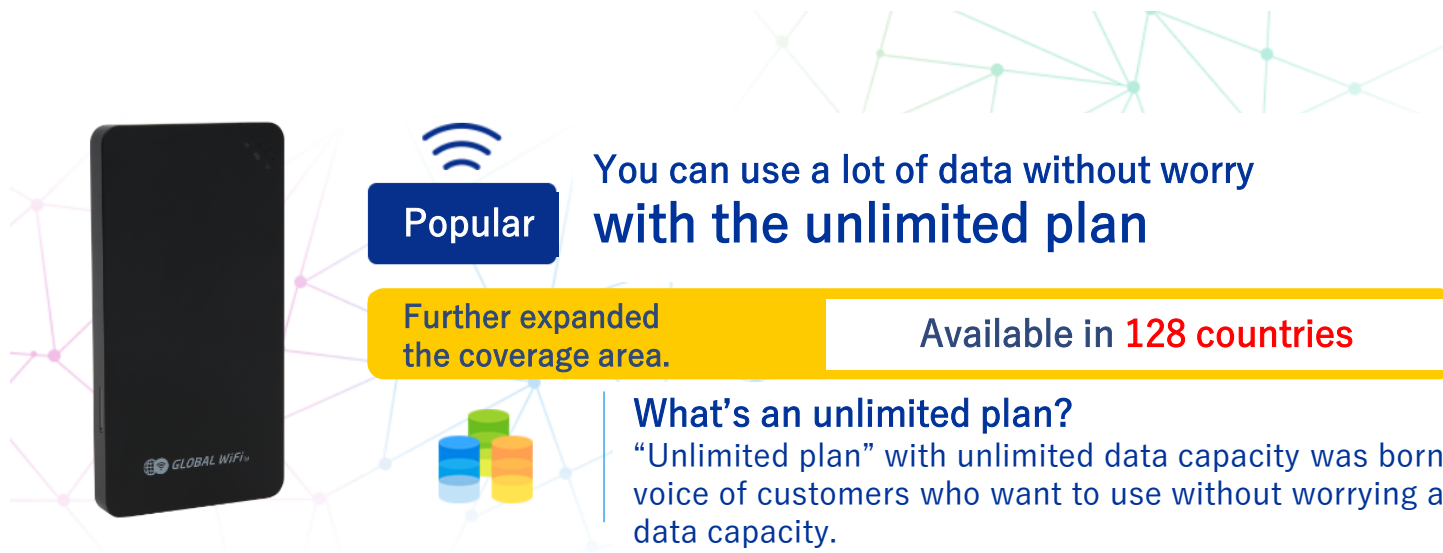 You can use a lot of data without worry
Popular
with the unlimited plan
Further expanded
the coverage area.
Available in 128 countries
What's an unlimited plan?
“Unlimited plan” with unlimited data capacity was born
voice of customers who want to use without worrying a
data capacity.
GLOBAL WiFi